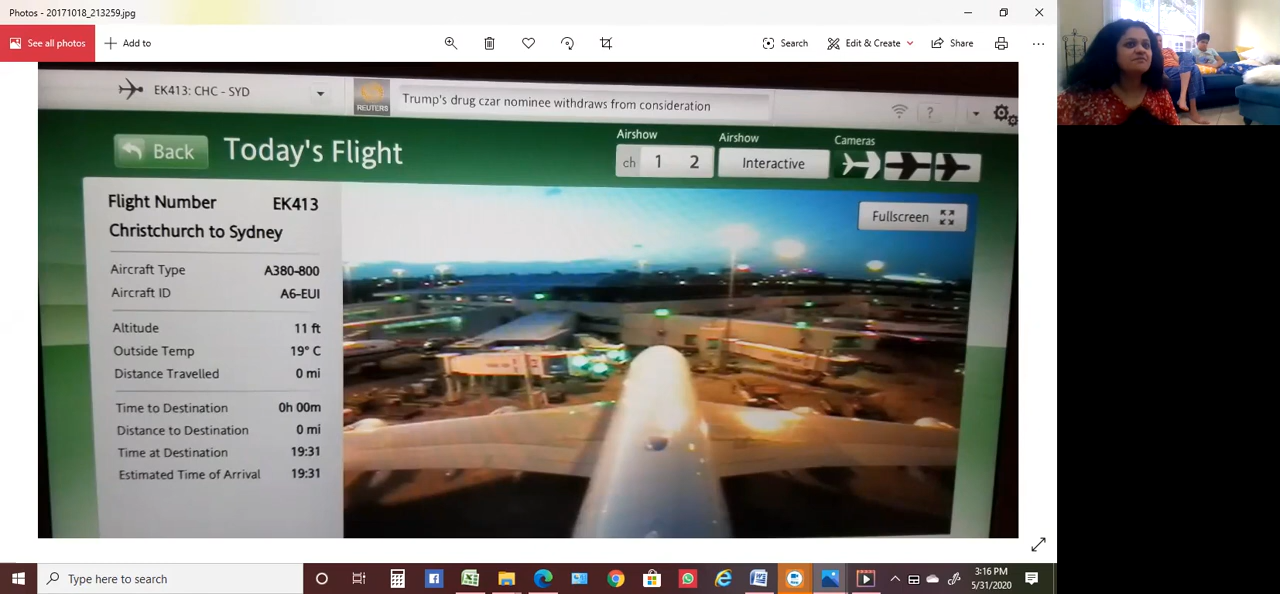 Photos - 20171018_213259.jpg
See all photos
Add to
Search
Edit & Create
Share
EK413: CHC - SYD
REUTERS
Trump's drug czar nominee withdraws from consideration
?
Back
Today's Flight
Airshow
ch 1 2
Airshow
Interactive
Cameras
Fullscreen
Flight Number EK413
Christchurch to Sydney
Aircraft Type A380-800
Aircraft ID A6-EUI
Altitude 11 ft
Outside Temp 19° C
Distance Travelled 0 mi
Time to Destination 0h 00m
Distance to Destination 0 mi
Time at Destination 19:31
Estimated Time of Arrival 19:31
Type here to search
3:16 PM
5/31/2020